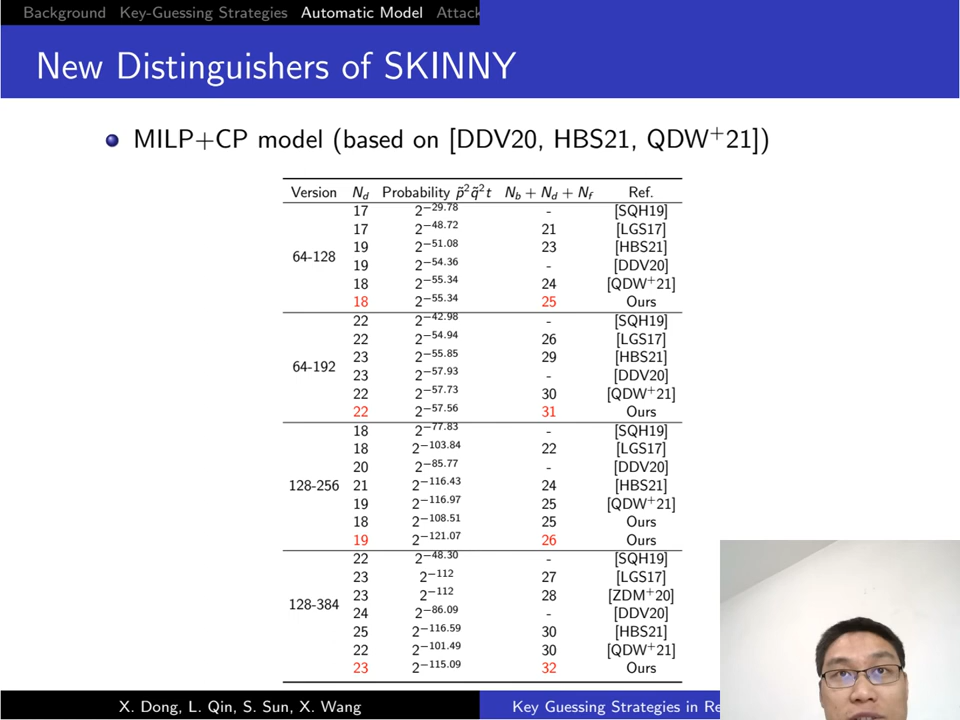 Background Key-Guessing Strategies Automatic Model Attack
New Distinguishers of SKINNY
MILP+CP model (based on [DDV20, HBS21, QDW⁺21])
Version N_d Probability p̃²q̃²t N_b + N_d + N_f Ref.
17 2^−29.78 - [SQH19]
17 2^−48.72 21 [LGS17]
19 2^−51.08 23 [HBS21]
64-128
19 2^−54.36 - [DDV20]
18 2^−55.34 24 [QDW⁺21]
18 2^−55.34 25 Ours
22 2^−42.98 - [SQH19]
22 2^−54.94 26 [LGS17]
23 2^−55.85 29 [HBS21]
64-192
23 2^−57.93 - [DDV20]
22 2^−57.73 30 [QDW⁺21]
22 2^−57.56 31 Ours
18 2^−77.83 - [SQH19]
18 2^−103.84 22 [LGS17]
20 2^−85.77 - [DDV20]
128-256 21 2^−116.43 24 [HBS21]
19 2^−116.97 25 [QDW⁺21]
18 2^−108.51 25 Ours
19 2^−121.07 26 Ours
22 2^−48.30 - [SQH19]
23 2^−112 27 [LGS17]
23 2^−112 28 [ZDM⁺20]
128-384
24 2^−86.09 - [DDV20]
25 2^−116.59 30 [HBS21]
22 2^−101.49 30 [QDW⁺21]
23 2^−115.09 32 Ours
X. Dong, L. Qin, S. Sun, X. Wang
Key Guessing Strategies in Re